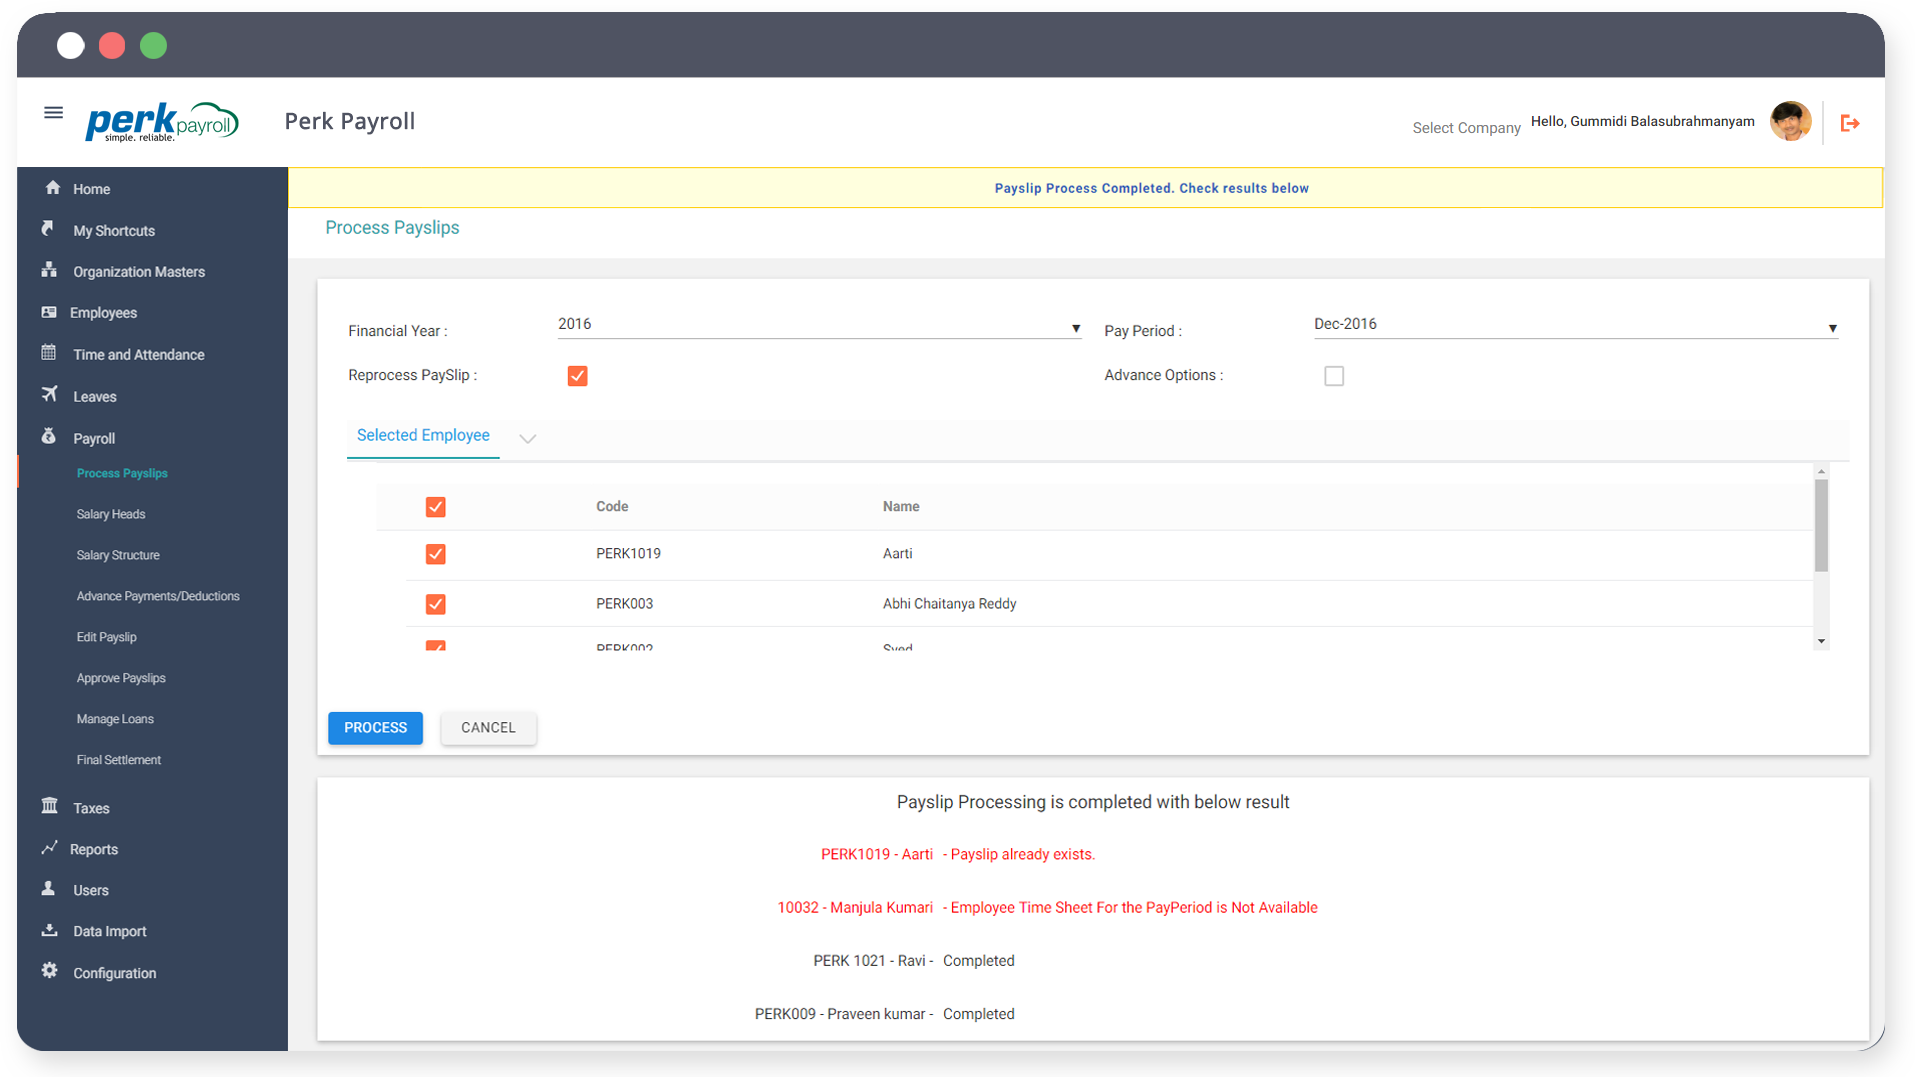 perk payroll
simple. reliable.
Perk Payroll
Select Company
Hello, Gummidi Balasubrahmanyam
Home
My Shortcuts
Organization Masters
Employees
Time and Attendance
Leaves
Payroll
Process Payslips
Salary Heads
Salary Structure
Advance Payments/Deductions
Edit Payslip
Approve Payslips
Manage Loans
Final Settlement
Taxes
Reports
Users
Data Import
Configuration
Payslip Process Completed. Check results below
Process Payslips
Financial Year : 2016
Pay Period : Dec-2016
Reprocess PaySlip :
Advance Options :
Selected Employee
Code Name
PERK1019 Aarti
PERK003 Abhi Chaitanya Reddy
PERK002 Syed
PROCESS CANCEL
Payslip Processing is completed with below result
PERK1019 - Aarti - Payslip already exists.
10032 - Manjula Kumari - Employee Time Sheet For the PayPeriod is Not Available
PERK 1021 - Ravi - Completed
PERK009 - Praveen kumar - Completed